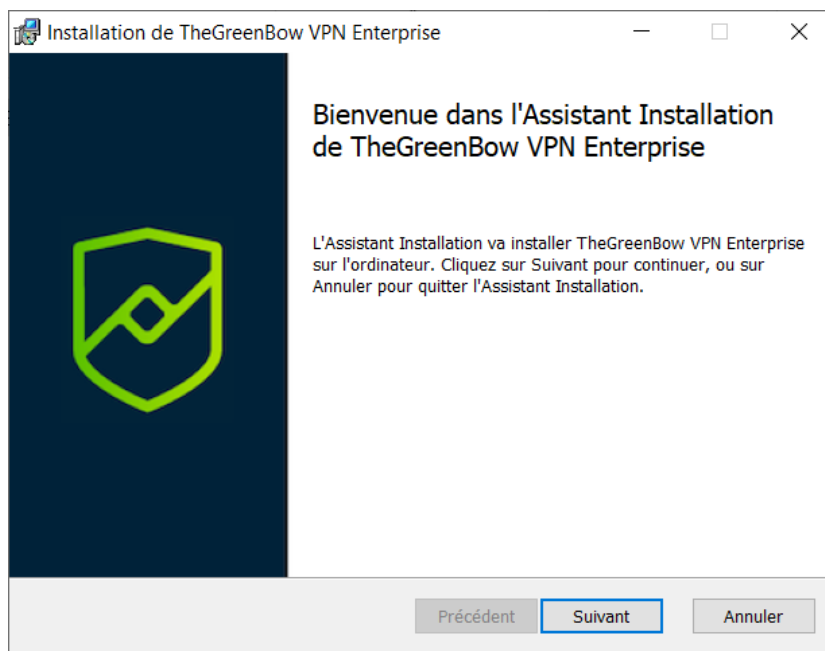 Installation de TheGreenBow VPN Enterprise
Bienvenue dans l'Assistant Installation
de TheGreenBow VPN Enterprise
L'Assistant Installation va installer TheGreenBow VPN Enterprise
sur l'ordinateur. Cliquez sur Suivant pour continuer, ou sur
Annuler pour quitter l'Assistant Installation.
Précédent
Suivant
Annuler